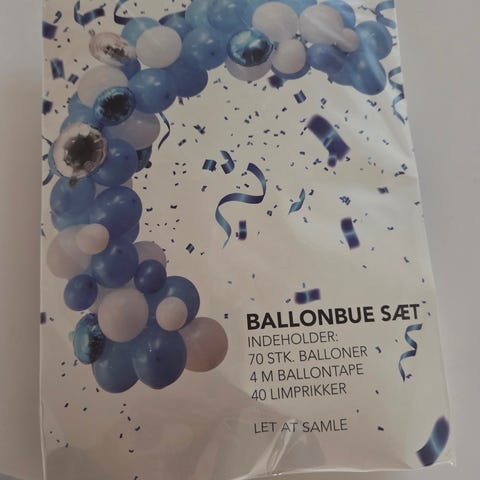 BALLONBUE SÆT
INDEHOLDER:
70 STK. BALLONER
4 M BALLONTAPE
40 LIMPRIKKER
LET AT SAMLE